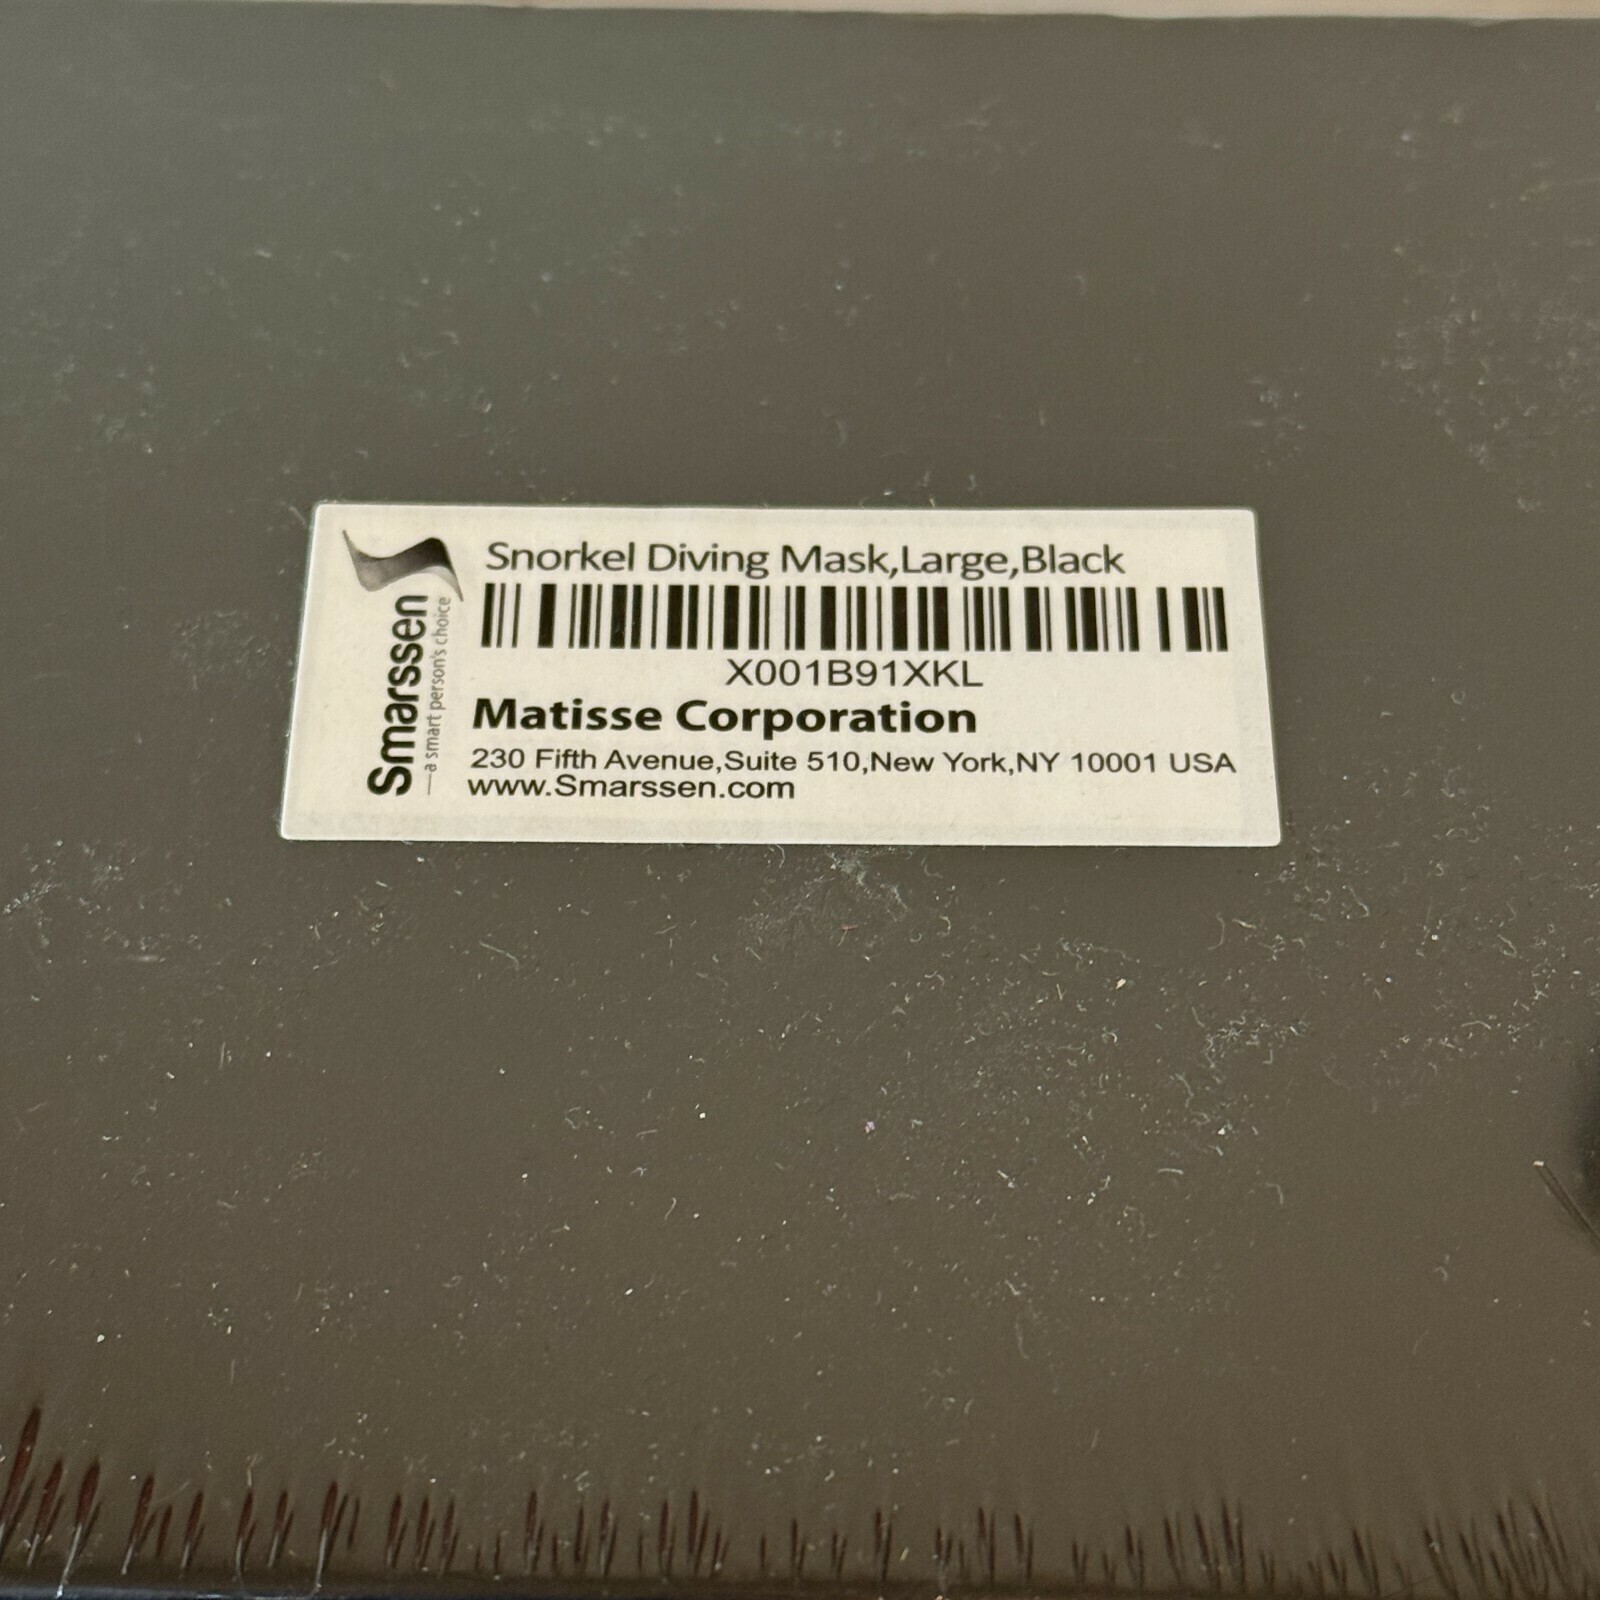 Smarssen
—a smart person's choice
Snorkel Diving Mask,Large,Black
X001B91XKL
Matisse Corporation
230 Fifth Avenue,Suite 510,New York,NY 10001 USA
www.Smarssen.com